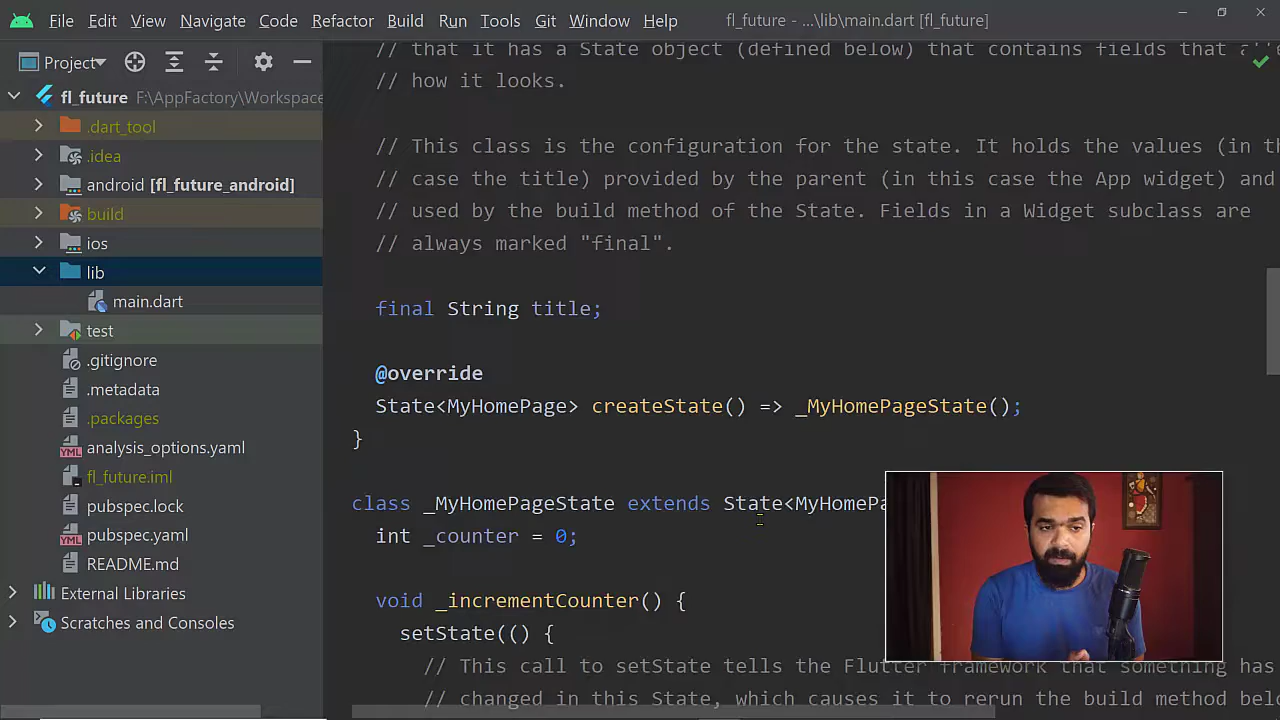 File Edit View Navigate Code Refactor Build Run Tools Git Window Help fl_future - ...\lib\main.dart [fl_future]
Project
fl_future F:\AppFactory\Workspace
.dart_tool
.idea
android [fl_future_android]
build
ios
lib
main.dart
test
.gitignore
.metadata
.packages
analysis_options.yaml
fl_future.iml
pubspec.lock
pubspec.yaml
README.md
External Libraries
Scratches and Consoles
// that it has a State object (defined below) that contains fields that
// how it looks.
// This class is the configuration for the state. It holds the values (in th
// case the title) provided by the parent (in this case the App widget) and
// used by the build method of the State. Fields in a Widget subclass are
// always marked "final".
final String title;
@override
State<MyHomePage> createState() => _MyHomePageState();
}
class _MyHomePageState extends State<MyHomePa
int _counter = 0;
void _incrementCounter() {
setState(() {
// This call to setState tells the Flutter framework that something has
// changed in this State, which causes it to rerun the build method belo